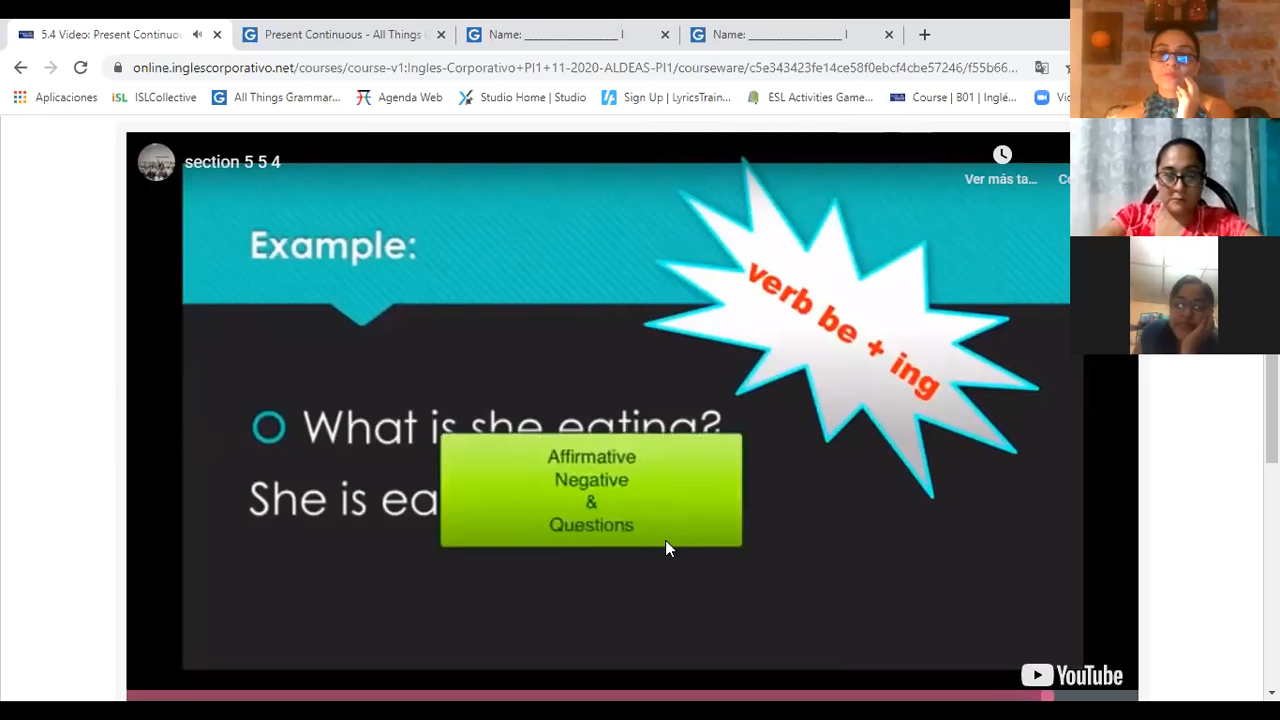 5.4 Video: Present Continuou
Present Continuous - All Things
Name: ____________________ I
Name: ____________________ I
online.inglescorporativo.net/courses/course-v1:Ingles-Corporativo+PI1+11-2020-ALDEAS-PI1/courseware/c5e343423fe14ce58f0ebcf4cbe57246/f55b66...
Aplicaciones
iSL ISLCollective
G All Things Grammar...
Agenda Web
Studio Home | Studio
Sign Up | LyricsTrain...
ESL Activities Game...
Course | B01 | Inglé...
section 5 5 4
Ver más ta...
Example:
verb be + ing
What is she eating?
She is ea
Affirmative
Negative
&
Questions
YouTube